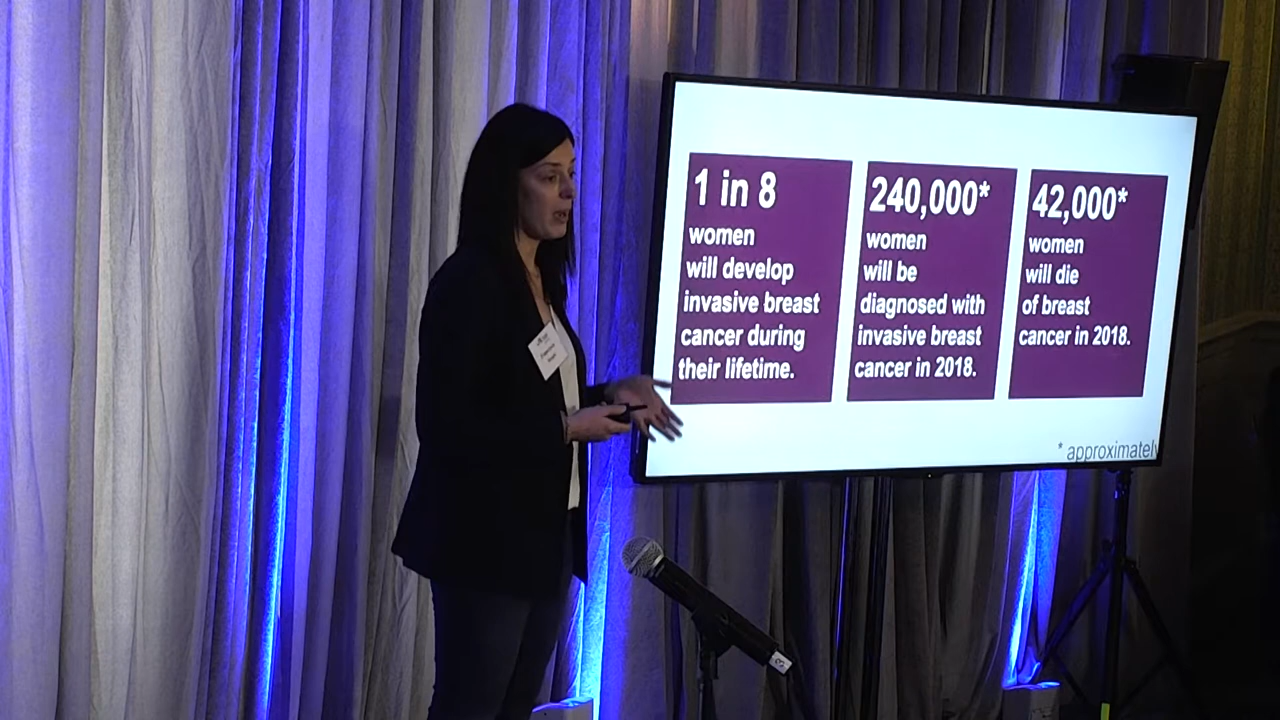 1 in 8
women
will develop
invasive breast
cancer during
their lifetime.
240,000*
women
will be
diagnosed with
invasive breast
cancer in 2018.
42,000*
women
will die
of breast
cancer in 2018.
* approximately
3